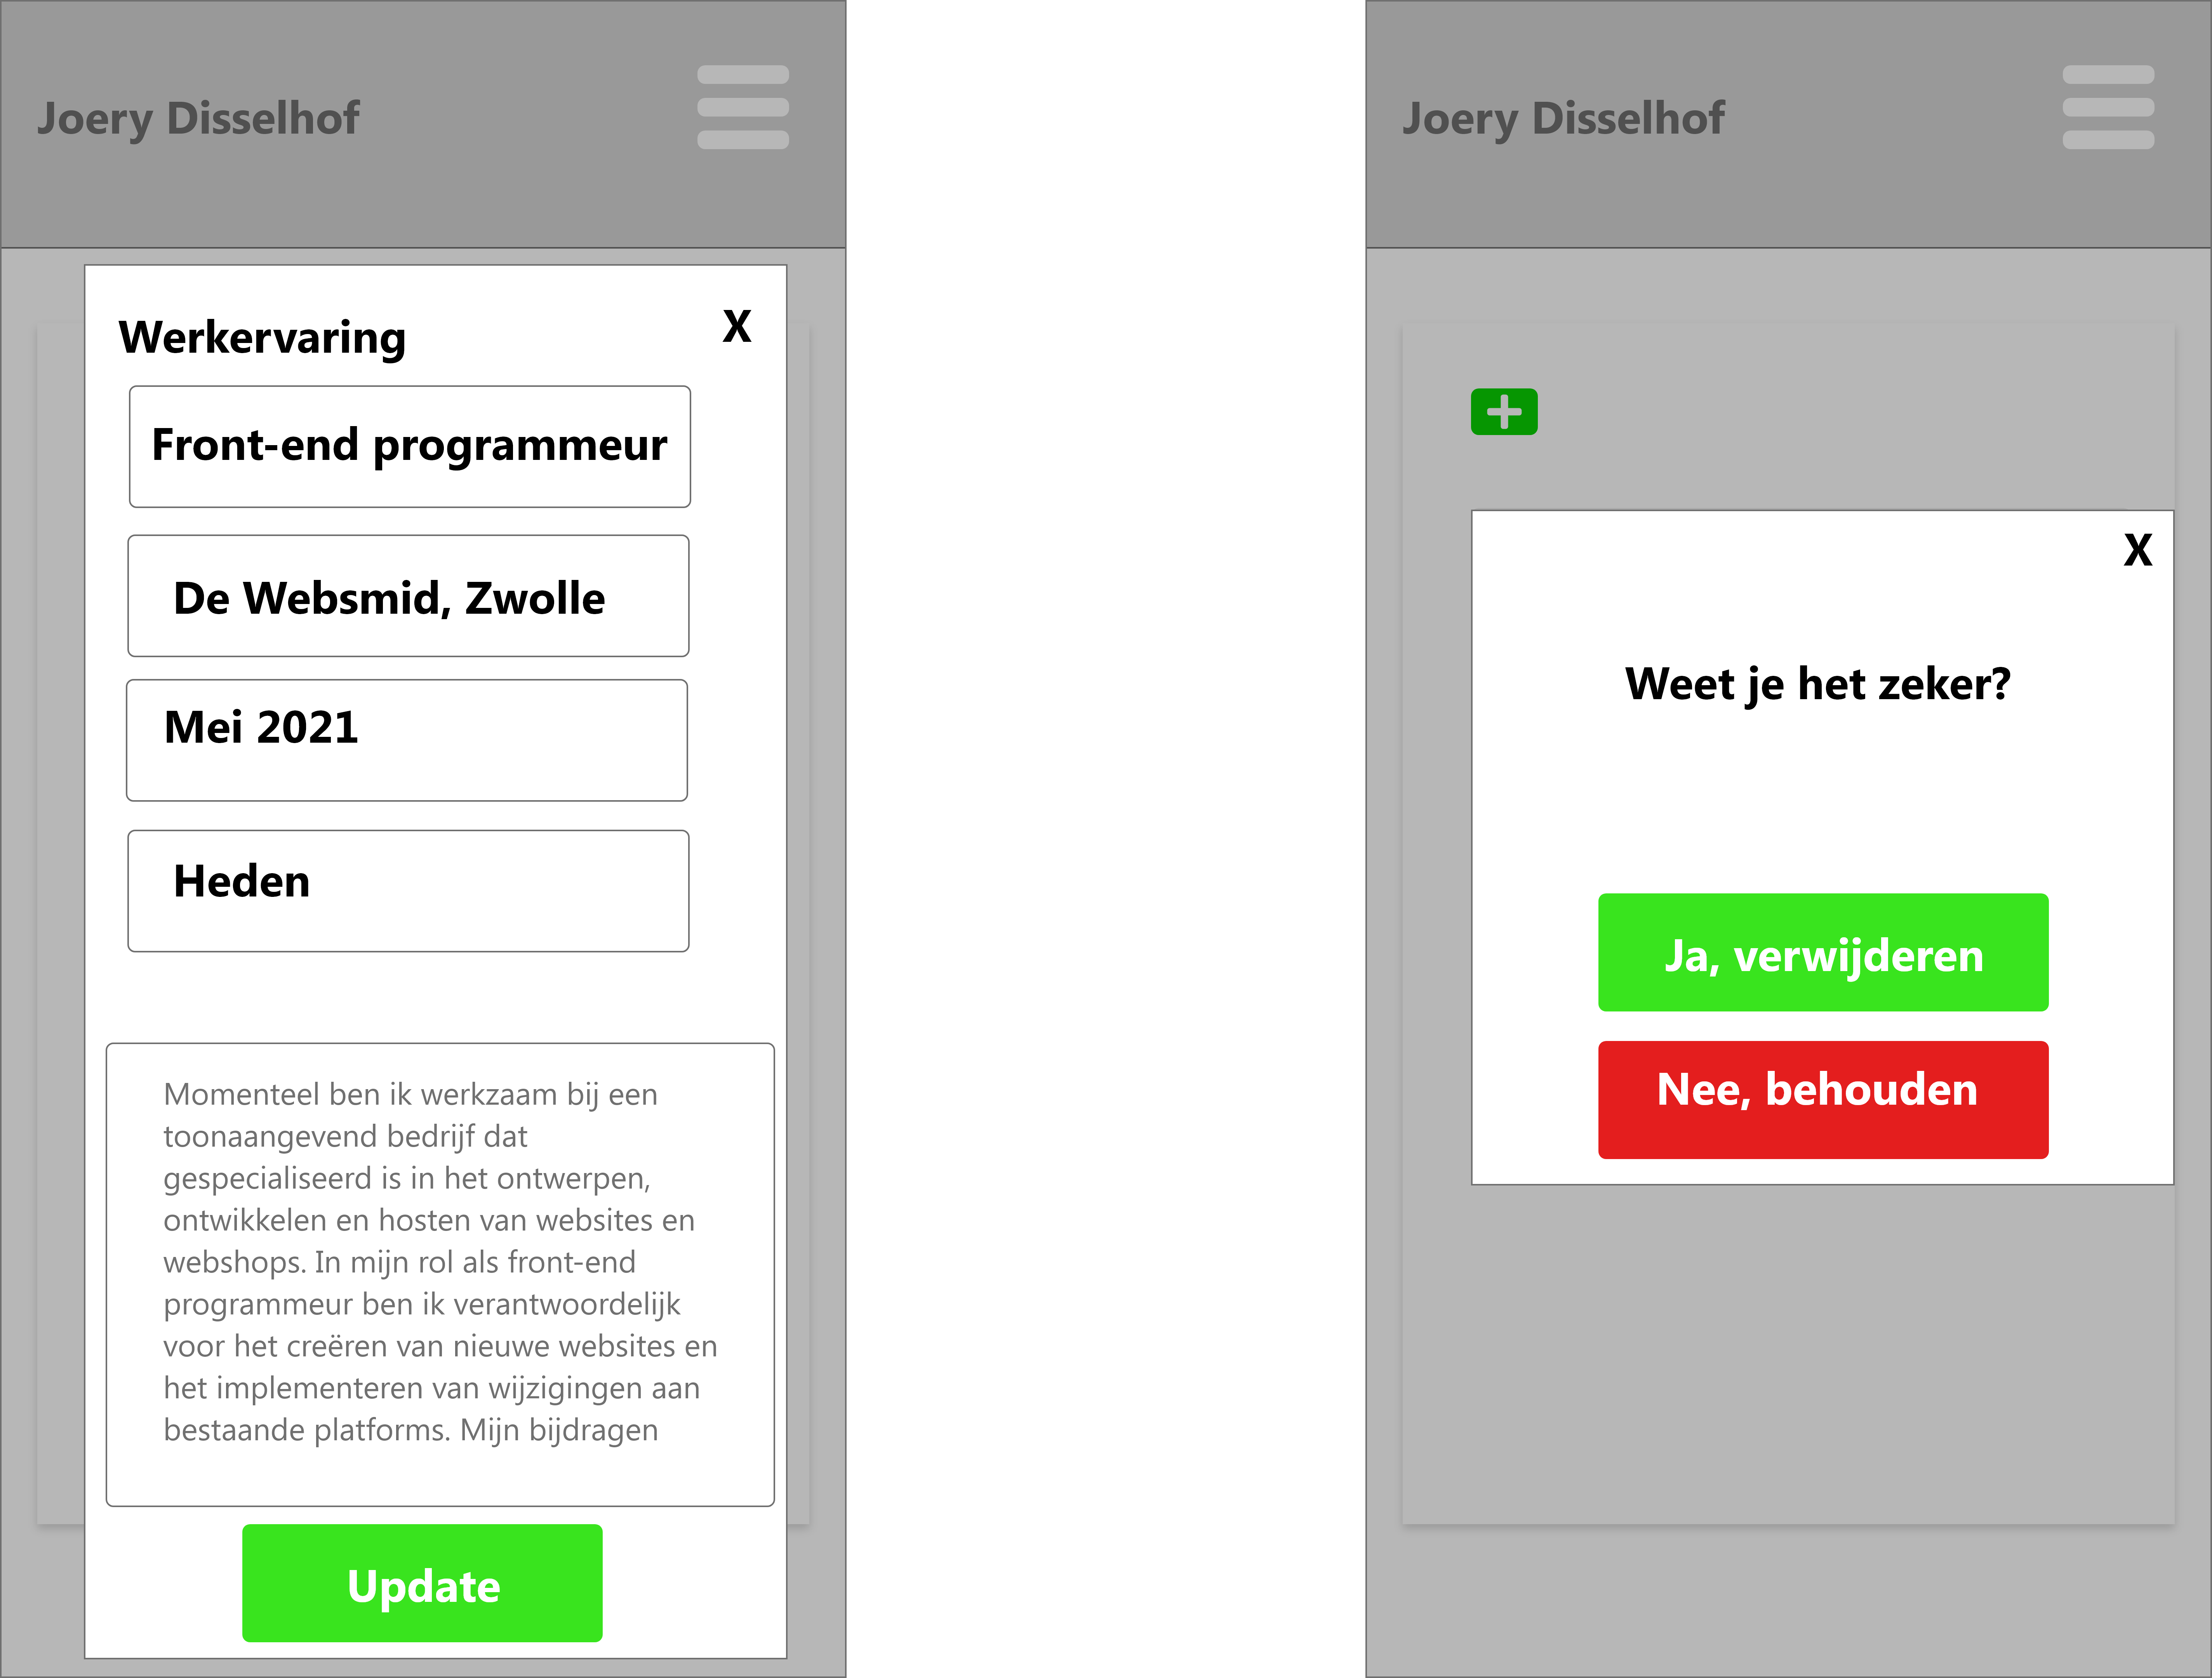 Joery Disselhof
Werkervaring
X
Front-end programmeur
De Websmid, Zwolle
Mei 2021
Heden
Momenteel ben ik werkzaam bij een
toonaangevend bedrijf dat
gespecialiseerd is in het ontwerpen,
ontwikkelen en hosten van websites en
webshops. In mijn rol als front-end
programmeur ben ik verantwoordelijk
voor het creëren van nieuwe websites en
het implementeren van wijzigingen aan
bestaande platforms. Mijn bijdragen
Update
Joery Disselhof
X
Weet je het zeker?
Ja, verwijderen
Nee, behouden